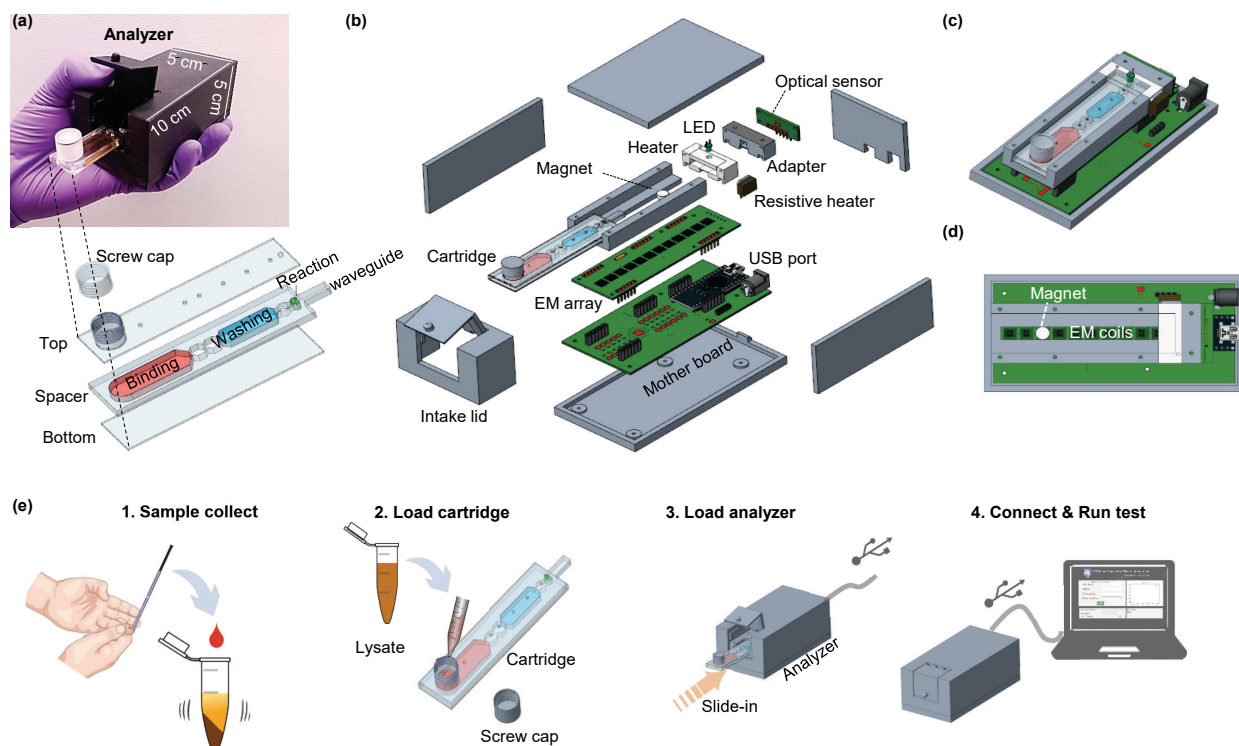 (a)
Analyzer
5 cm
5 cm
10 cm
Screw cap
Reaction
waveguide
Washing
Top
Binding
Spacer
Bottom
(b)
Optical sensor
LED
Heater
Adapter
Magnet
Resistive heater
Cartridge
USB port
EM array
Mother board
Intake lid
(c)
(d)
Magnet
EM coils
(e)
1. Sample collect
2. Load cartridge
Lysate
Cartridge
Screw cap
3. Load analyzer
Analyzer
Slide-in
4. Connect & Run test